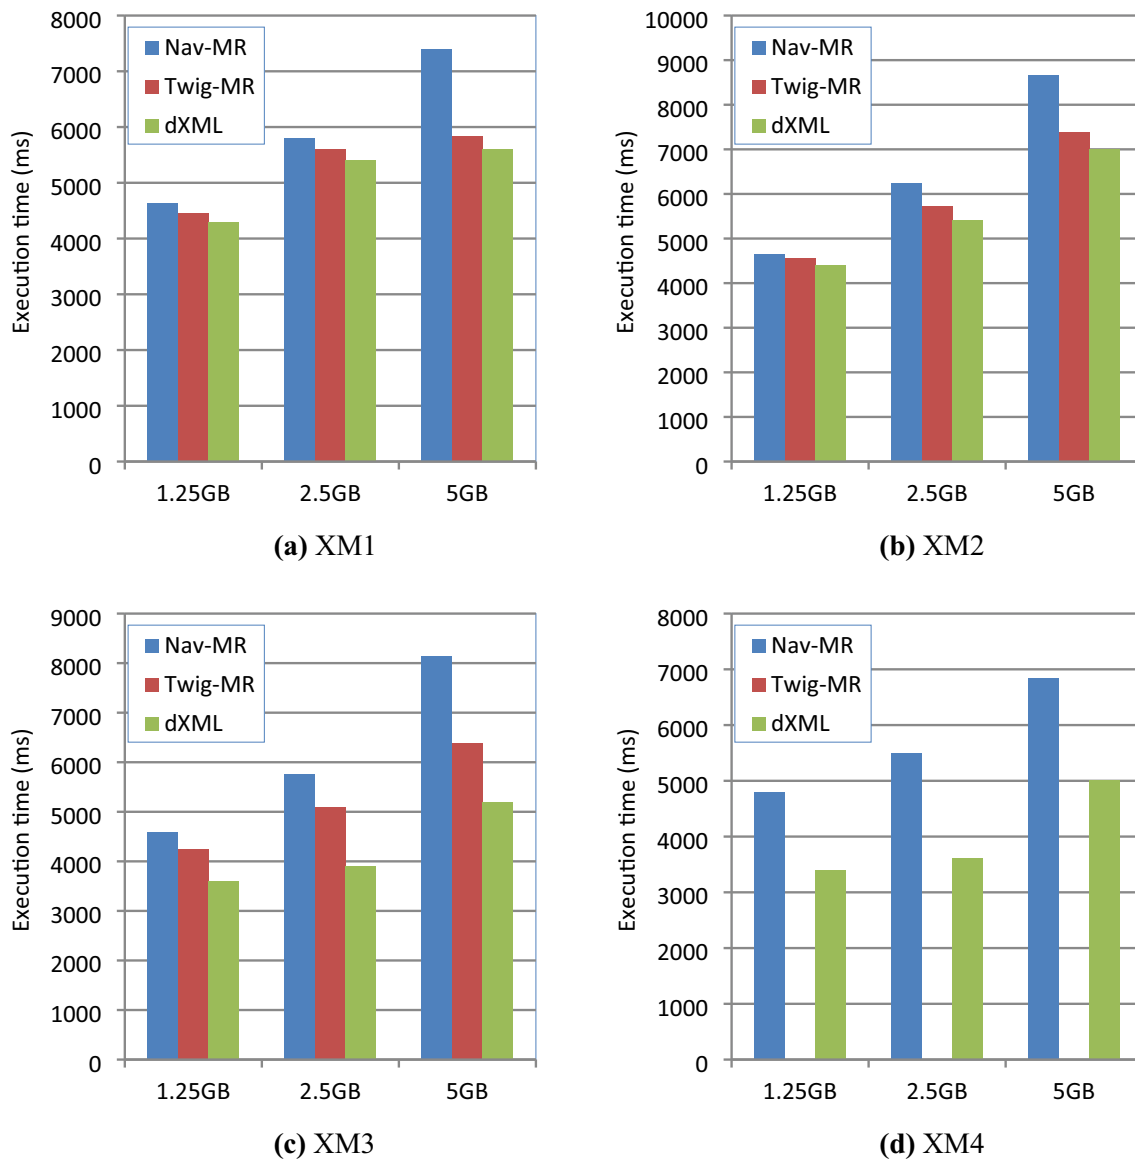 8000
7000
6000
5000
4000
3000
2000
1000
0
Execution time (ms)
Nav-MR
Twig-MR
dXML
1.25GB 2.5GB 5GB
(a) XM1
10000
9000
8000
7000
6000
5000
4000
3000
2000
1000
0
Execution time (ms)
Nav-MR
Twig-MR
dXML
1.25GB 2.5GB 5GB
(b) XM2
9000
8000
7000
6000
5000
4000
3000
2000
1000
0
Execution time (ms)
Nav-MR
Twig-MR
dXML
1.25GB 2.5GB 5GB
(c) XM3
8000
7000
6000
5000
4000
3000
2000
1000
0
Execution time (ms)
Nav-MR
Twig-MR
dXML
1.25GB 2.5GB 5GB
(d) XM4